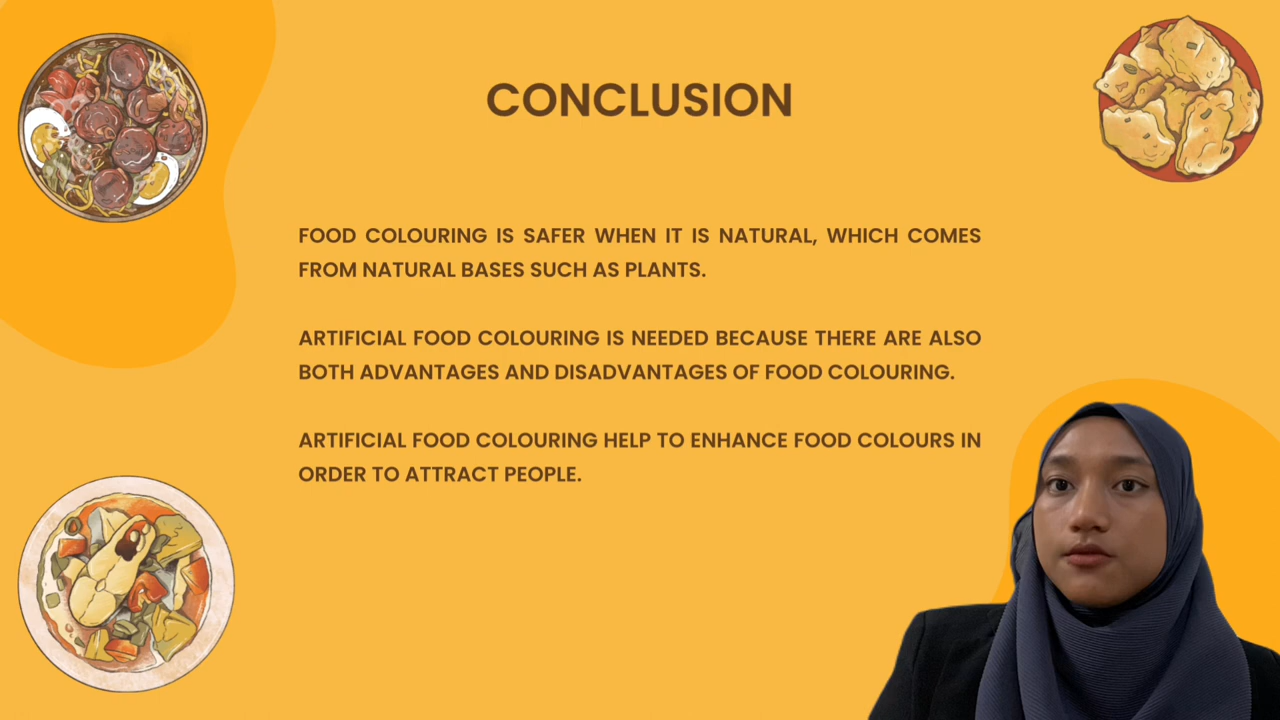 CONCLUSION
FOOD COLOURING IS SAFER WHEN IT IS NATURAL, WHICH COMES
FROM NATURAL BASES SUCH AS PLANTS.
ARTIFICIAL FOOD COLOURING IS NEEDED BECAUSE THERE ARE ALSO
BOTH ADVANTAGES AND DISADVANTAGES OF FOOD COLOURING.
ARTIFICIAL FOOD COLOURING HELP TO ENHANCE FOOD COLOURS IN
ORDER TO ATTRACT PEOPLE.